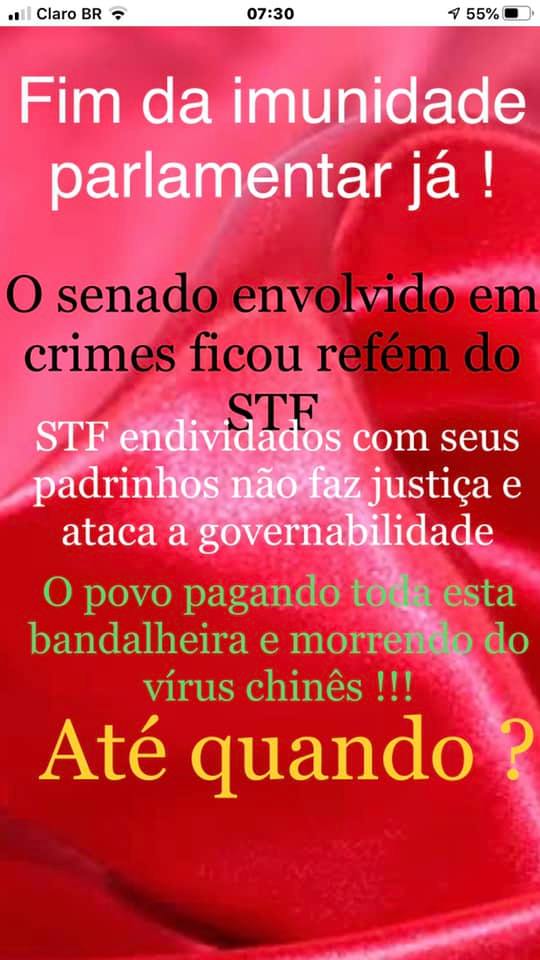 Claro BR
07:30
55%
Fim da imunidade
parlamentar já !
O senado envolvido em
crimes ficou refém do
STF
STF endividados com seus
padrinhos não faz justiça e
ataca a governabilidade
O povo pagando toda esta
bandalheira e morrendo do
vírus chinês !!!
Até quando ?